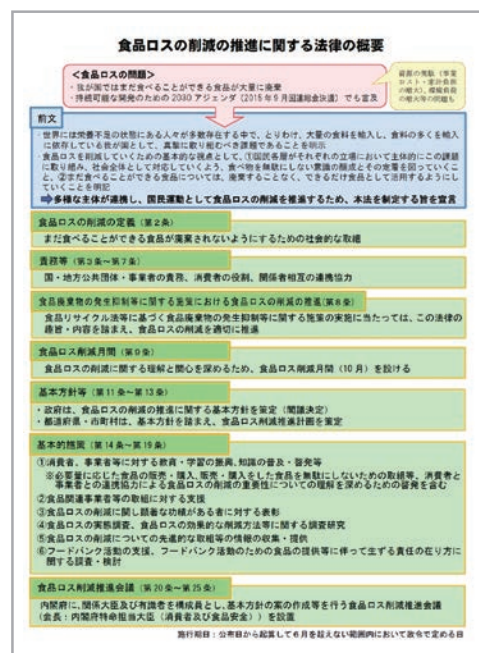 食品ロスの削減の推進に関する法律の概要
＜食品ロスの問題＞
・我が国ではまだ食べることができる食品が大量に廃棄
・持続可能な開発のための2030アジェンダ（2015年9月国連総会決議）でも言及
資源の無駄（事業
コスト・家計負担
の増大）、環境負荷
の増大等の問題も
前文
・世界には栄養不足の状態にある人々が多数存在する中で、とりわけ、大量の食料を輸入し、食料の多くを輸入
に依存している我が国として、真摯に取り組むべき課題であることを明示
・食品ロスを削減していくための基本的な視点として、①国民各層がそれぞれの立場において主体的にこの課題
に取り組み、社会全体として対応していくよう、食べ物を無駄にしない意識の醸成とその定着を図っていくこ
と、②まだ食べることができる食品については、廃棄することなく、できるだけ食品として活用するようにし
ていくことを明記
➡多様な主体が連携し、国民運動として食品ロスの削減を推進するため、本法を制定する旨を宣言
食品ロスの削減の定義（第2条）
まだ食べることができる食品が廃棄されないようにするための社会的な取組
責務等（第3条～第7条）
国・地方公共団体・事業者の責務、消費者の役割、関係者相互の連携協力
食品廃棄物の発生抑制等に関する施策における食品ロスの削減の推進（第8条）
食品リサイクル法等に基づく食品廃棄物の発生抑制等に関する施策の実施に当たっては、この法律の
趣旨・内容を踏まえ、食品ロスの削減を適切に推進
食品ロス削減月間（第9条）
食品ロスの削減に関する理解と関心を深めるため、食品ロス削減月間（10月）を設ける
基本方針等（第11条～第13条）
・政府は、食品ロスの削減の推進に関する基本方針を策定（閣議決定）
・都道府県・市町村は、基本方針を踏まえ、食品ロス削減推進計画を策定
基本的施策（第14条～第19条）
①消費者、事業者等に対する教育・学習の振興、知識の普及・啓発等
※必要量に応じた食品の販売・購入、販売・購入をした食品を無駄にしないための取組等、消費者と
事業者との連携協力による食品ロスの削減の重要性についての理解を深めるための啓発を含む
②食品関連事業者等の取組に対する支援
③食品ロスの削減に関し顕著な功績がある者に対する表彰
④食品ロスの実態調査、食品ロスの効果的な削減方法等に関する調査研究
⑤食品ロスの削減についての先進的な取組等の情報の収集・提供
⑥フードバンク活動の支援、フードバンク活動のための食品の提供等に伴って生ずる責任の在り方に
関する調査・検討
食品ロス削減推進会議（第20条～第25条）
内閣府に、関係大臣及び有識者を構成員とし、基本方針の案の作成等を行う食品ロス削減推進会議
（会長：内閣府特命担当大臣（消費者及び食品安全））を設置
施行期日：公布日から起算して6月を超えない範囲内において政令で定める日